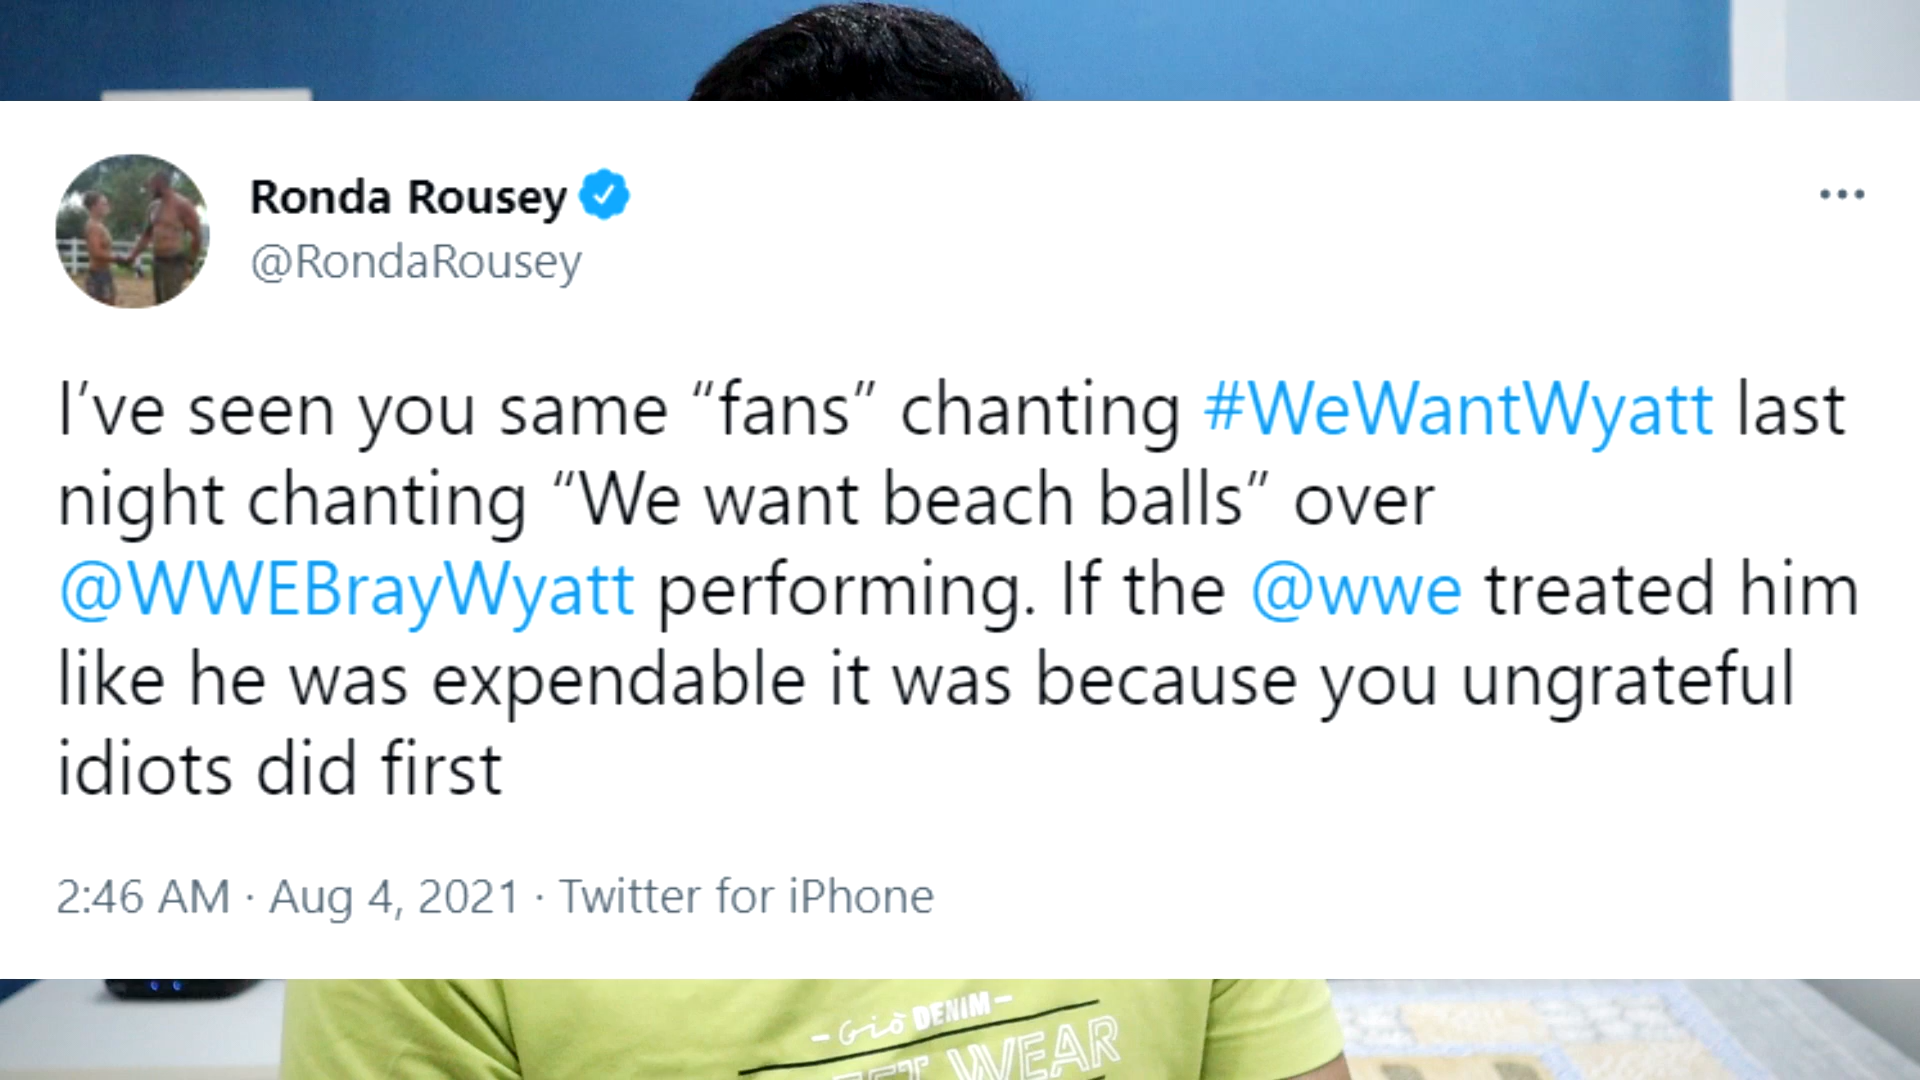 Ronda Rousey
@RondaRousey
I've seen you same “fans” chanting #WeWantWyatt last
night chanting “We want beach balls” over
@WWEBrayWyatt performing. If the @wwe treated him
like he was expendable it was because you ungrateful
idiots did first
2:46 AM · Aug 4, 2021 · Twitter for iPhone
-Giò DENIM-
WEAR